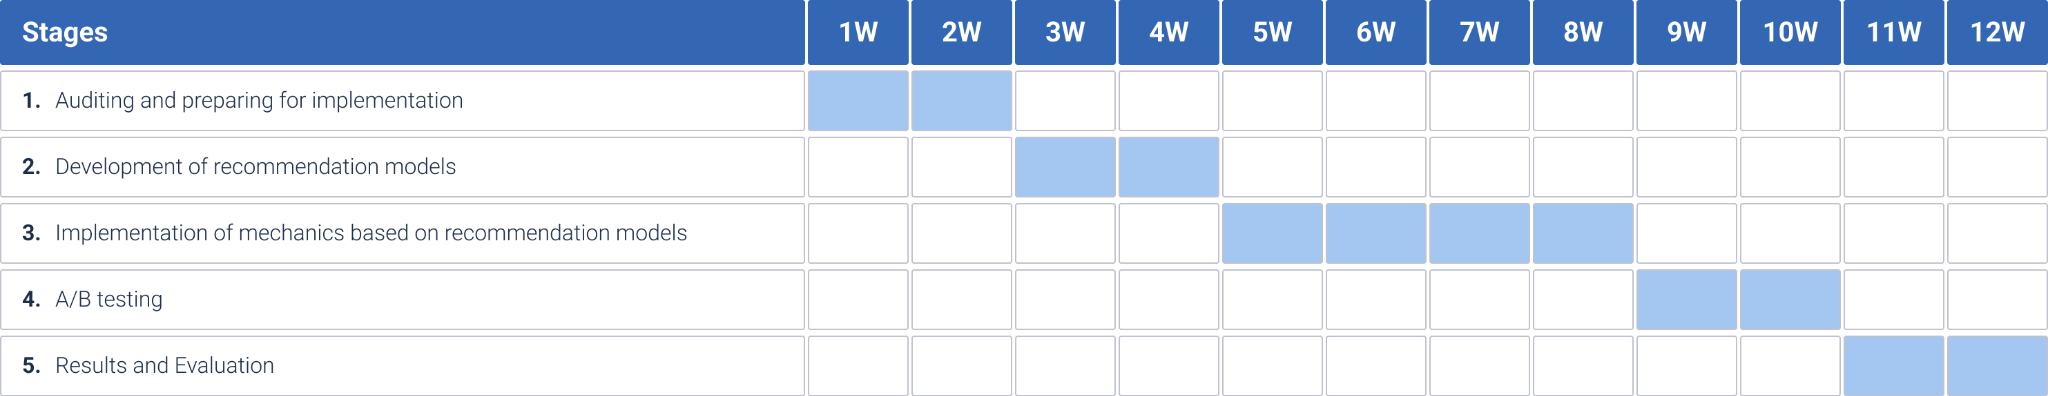 Stages 1W 2W 3W 4W 5W 6W 7W 8W 9W 10W 11W 12W
1. Auditing and preparing for implementation
2. Development of recommendation models
3. Implementation of mechanics based on recommendation models
4. A/B testing
5. Results and Evaluation